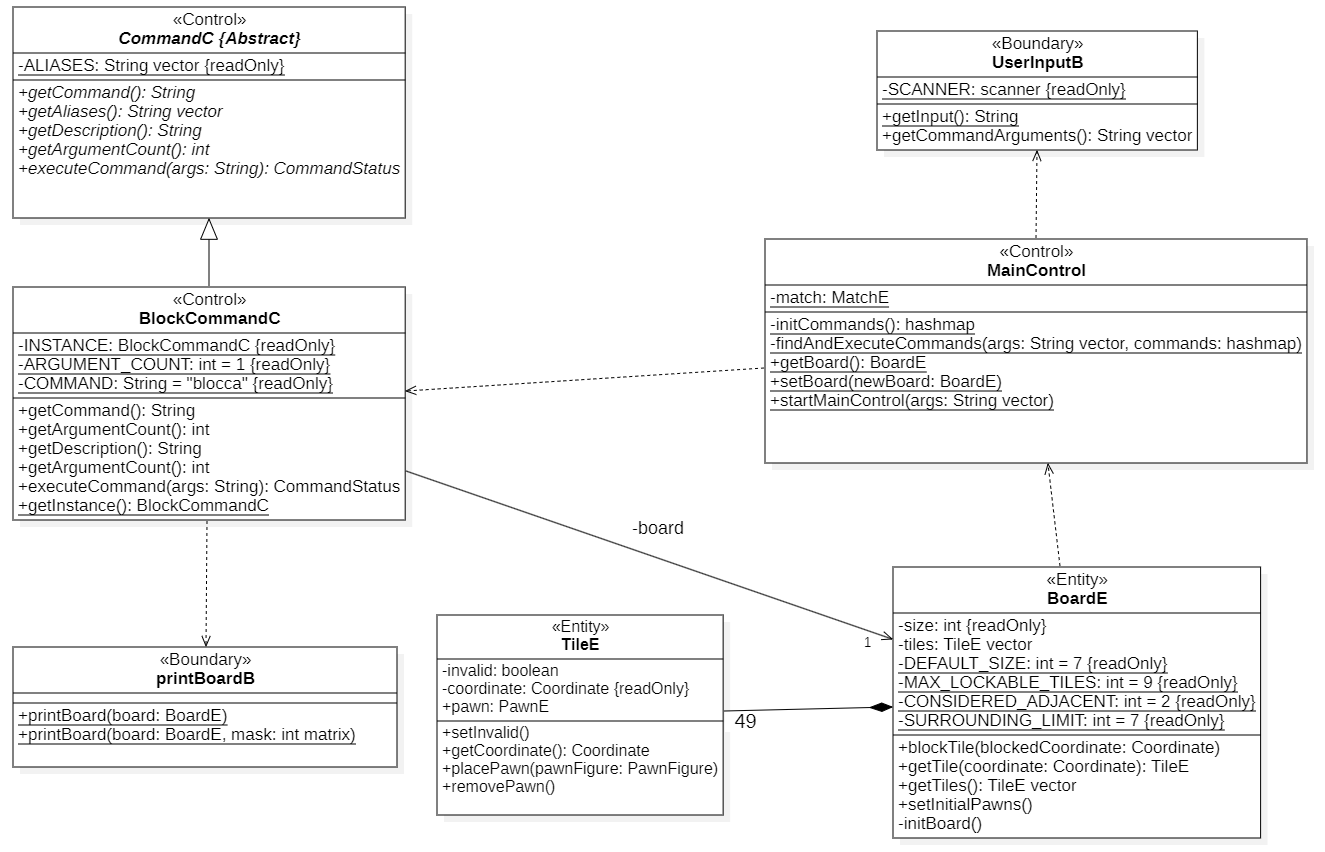 «Control»
CommandC {Abstract}
-ALIASES: String vector {readOnly}
+getCommand(): String
+getAliases(): String vector
+getDescription(): String
+getArgumentCount(): int
+executeCommand(args: String): CommandStatus
«Boundary»
UserInputB
-SCANNER: scanner {readOnly}
+getInput(): String
+getCommandArguments(): String vector
«Control»
MainControl
-match: MatchE
-initCommands(): hashmap
-findAndExecuteCommands(args: String vector, commands: hashmap)
+getBoard(): BoardE
+setBoard(newBoard: BoardE)
+startMainControl(args: String vector)
«Control»
BlockCommandC
-INSTANCE: BlockCommandC {readOnly}
-ARGUMENT_COUNT: int = 1 {readOnly}
-COMMAND: String = "blocca" {readOnly}
+getCommand(): String
+getArgumentCount(): int
+getDescription(): String
+getArgumentCount(): int
+executeCommand(args: String): CommandStatus
+getInstance(): BlockCommandC
-board
1
«Boundary»
printBoardB
+printBoard(board: BoardE)
+printBoard(board: BoardE, mask: int matrix)
«Entity»
TileE
-invalid: boolean
-coordinate: Coordinate {readOnly}
+pawn: PawnE
+setInvalid()
+getCoordinate(): Coordinate
+placePawn(pawnFigure: PawnFigure)
+removePawn()
49
«Entity»
BoardE
-size: int {readOnly}
-tiles: TileE vector
-DEFAULT_SIZE: int = 7 {readOnly}
-MAX_LOCKABLE_TILES: int = 9 {readOnly}
-CONSIDERED_ADJACENT: int = 2 {readOnly}
-SURROUNDING_LIMIT: int = 7 {readOnly}
+blockTile(blockedCoordinate: Coordinate)
+getTile(coordinate: Coordinate): TileE
+getTiles(): TileE vector
+setInitialPawns()
-initBoard()